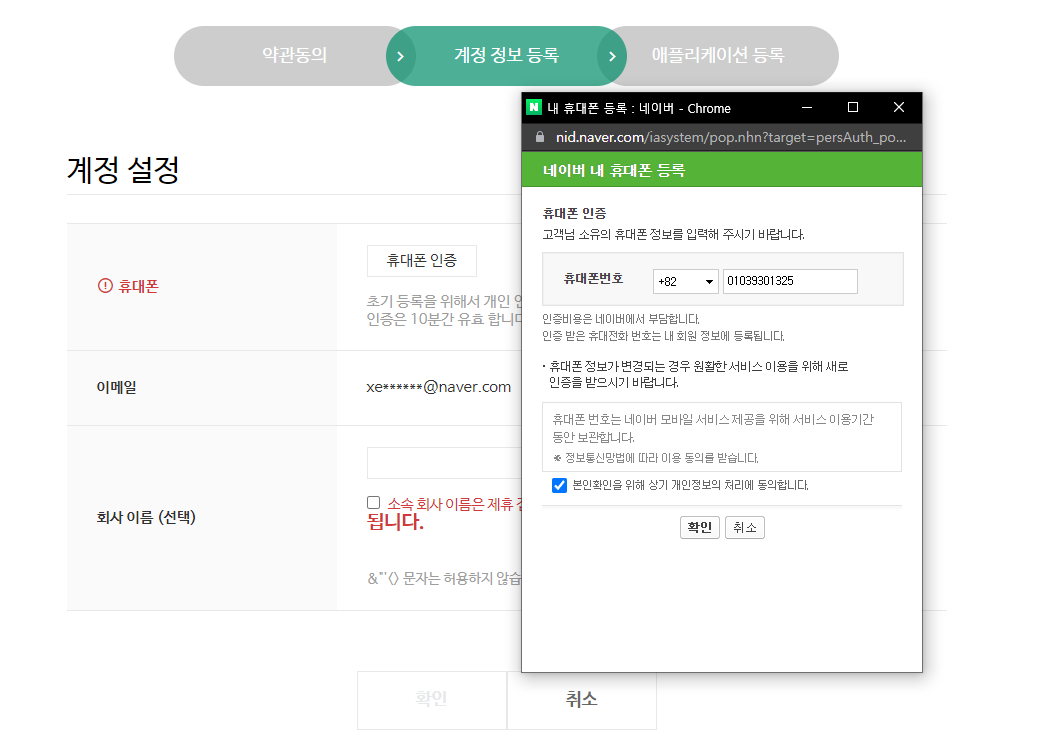 약관동의
계정 정보 등록
애플리케이션 등록
계정 설정
휴대폰
휴대폰 인증
초기 등록을 위해서 개인
인증은 10분간 유효 합니
이메일
xe******@naver.com
회사 이름 (선택)
소속 회사 이름은 제휴
됩니다.
&"'<> 문자는 허용하지 않습
확인
취소
내 휴대폰 등록 : 네이버 - Chrome
nid.naver.com/iasystem/pop.nhn?target=persAuth_po...
네이버 내 휴대폰 등록
휴대폰 인증
고객님 소유의 휴대폰 정보를 입력해 주시기 바랍니다.
휴대폰번호
+82
01039301325
인증비용은 네이버에서 부담합니다.
인증 받은 휴대전화 번호는 내 회원 정보에 등록됩니다.
· 휴대폰 정보가 변경되는 경우 원활한 서비스 이용을 위해 새로
인증을 받으시기 바랍니다.
휴대폰 번호는 네이버 모바일 서비스 제공을 위해 서비스 이용기간
동안 보관합니다.
※ 정보통신망법에 따라 이용 동의를 받습니다.
본인확인을 위해 상기 개인정보의 처리에 동의합니다.
확인
취소